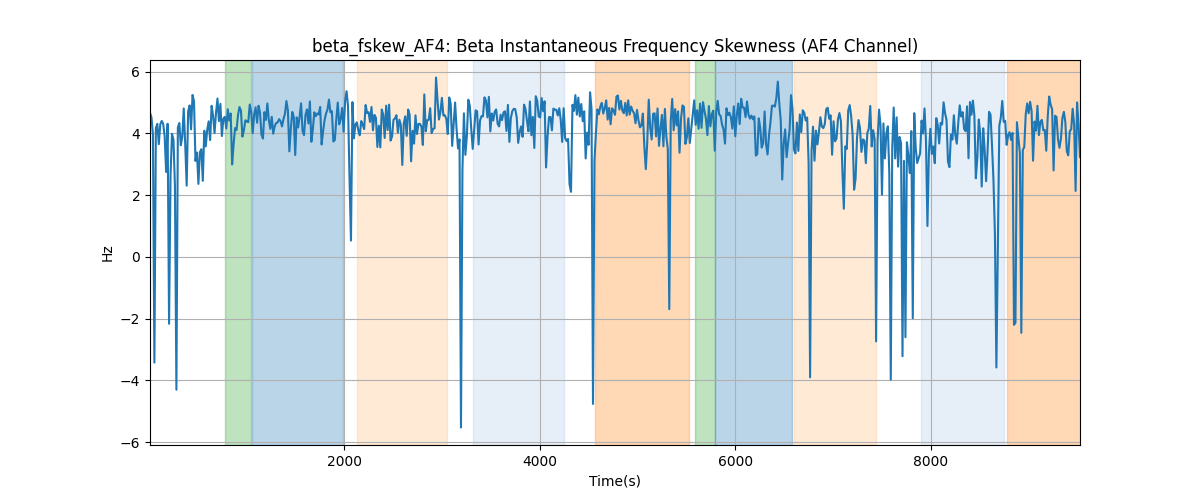 beta_fskew_AF4: Beta Instantaneous Frequency Skewness (AF4 Channel)
6
4
2
0
−2
−4
−6
Hz
2000 4000 6000 8000
Time(s)